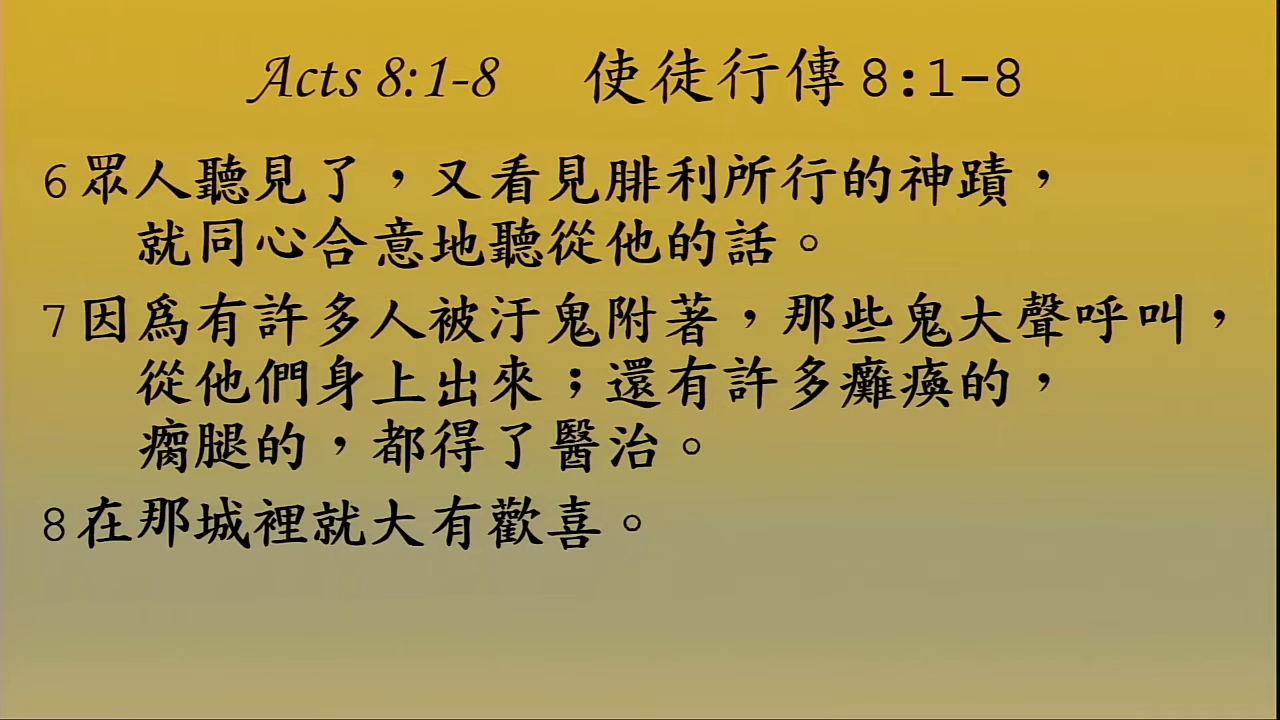 Acts 8:1-8 使徒行傳 8:1-8
6 眾人聽見了，又看見腓利所行的神蹟，
就同心合意地聽從他的話。
7 因爲有許多人被汙鬼附著，那些鬼大聲呼叫，
從他們身上出來；還有許多癱瘓的，
瘸腿的，都得了醫治。
8 在那城裡就大有歡喜。